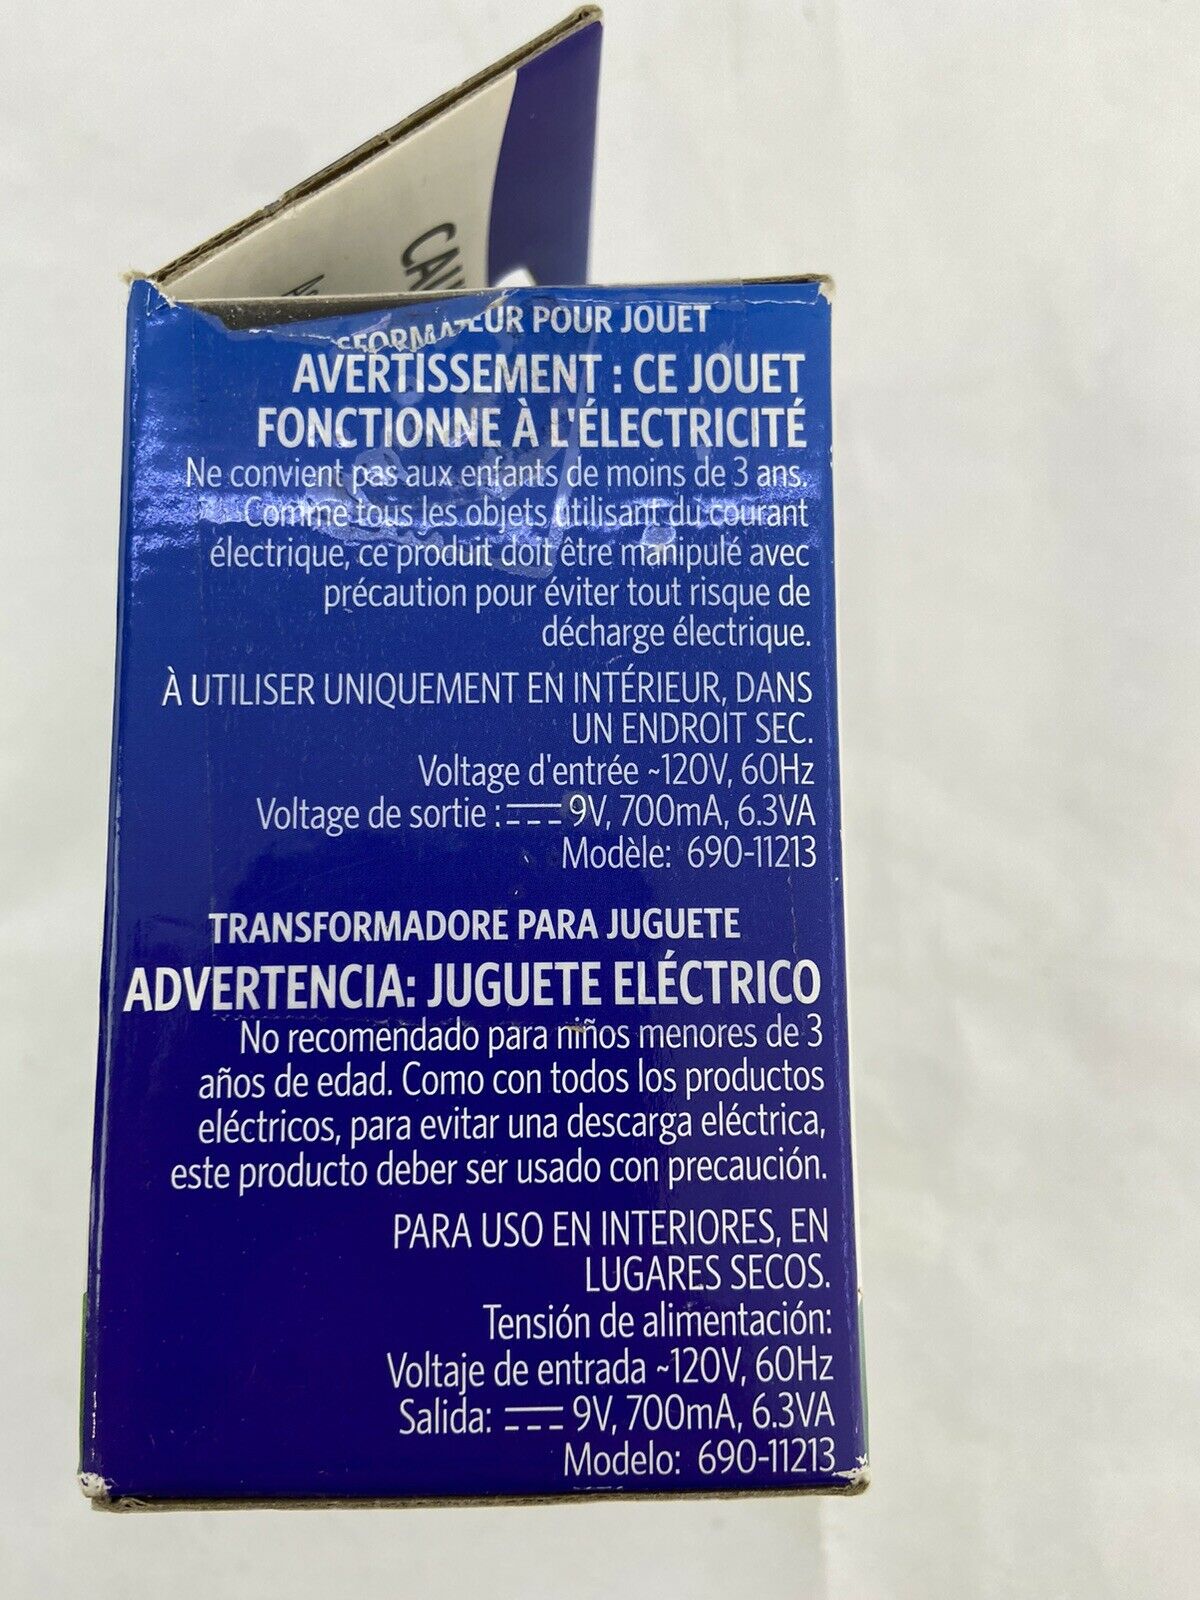 CAU
SFORMATEUR POUR JOUET
AVERTISSEMENT : CE JOUET
FONCTIONNE À L'ÉLECTRICITÉ
Ne convient pas aux enfants de moins de 3 ans.
Comme tous les objets utilisant du courant
électrique, ce produit doit être manipulé avec
précaution pour éviter tout risque de
décharge électrique.
À UTILISER UNIQUEMENT EN INTÉRIEUR, DANS
UN ENDROIT SEC.
Voltage d'entrée ~120V, 60Hz
Voltage de sortie : ⎓ 9V, 700mA, 6.3VA
Modèle: 690-11213
TRANSFORMADORE PARA JUGUETE
ADVERTENCIA: JUGUETE ELÉCTRICO
No recomendado para niños menores de 3
años de edad. Como con todos los productos
eléctricos, para evitar una descarga eléctrica,
este producto deber ser usado con precaución.
PARA USO EN INTERIORES, EN
LUGARES SECOS.
Tensión de alimentación:
Voltaje de entrada ~120V, 60Hz
Salida: ⎓ 9V, 700mA, 6.3VA
Modelo: 690-11213